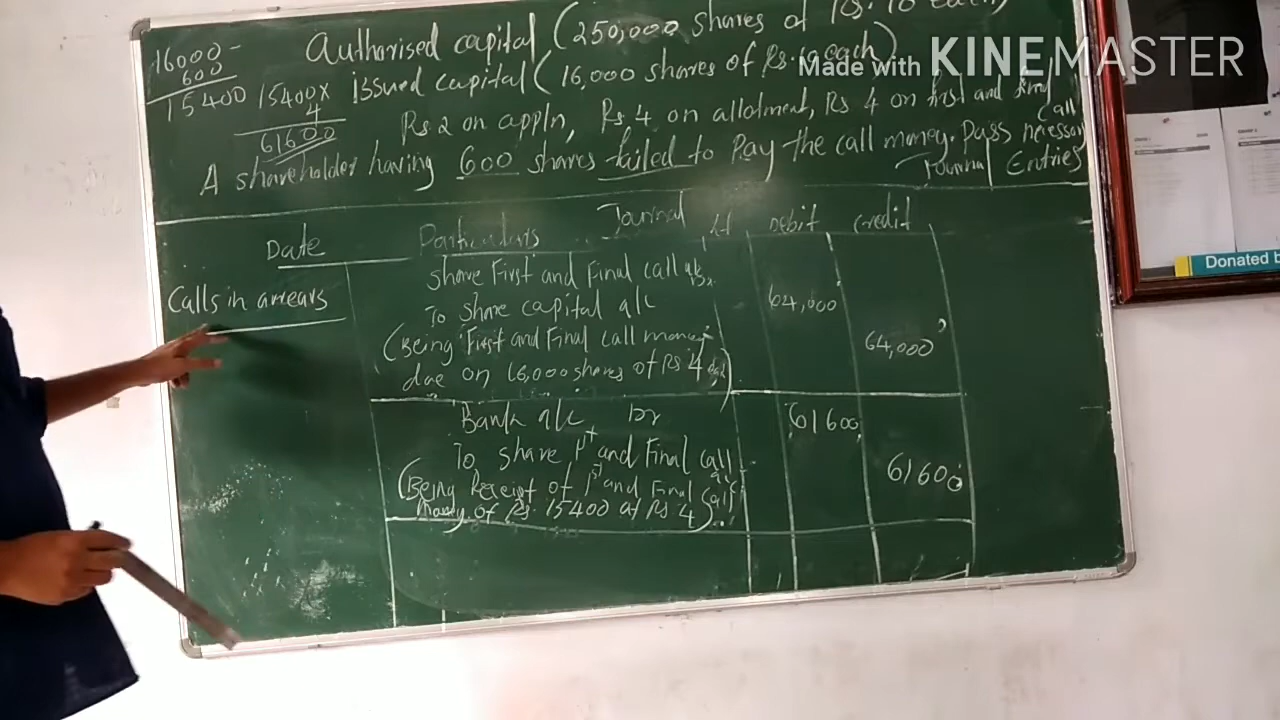 Authorised capital (250,000 shares of Rs. 10 each)
Made with KINEMASTER
16000 -
600
15400
15400 x
4
61600
issued capital (16,000 shares of Rs. 10 each)
Rs 2 on appln, Rs 4 on allotment, Rs 4 on first and final call
A shareholder having 600 shares failed to Pay the call money. Pass necessary
Journal Entries
Journal
Date Particulars Lf Debit credit
Calls in arrears
share First and Final call a/c Dr
To share capital a/c
64,000
64,000
(Being First and Final call money
due on 16,000 shares of Rs 4
Bank a/c Dr 61600
To share 1st and Final call a/c
61600
(Being Receipt of 1st and Final call
money of Rs. 15400 at Rs 4)
Donated b